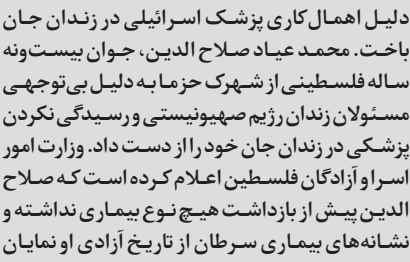 دلیل اهمال‌کاری پزشک اسرائیلی در زندان جان
باخت. محمد عیاد صلاح الدین، جوان بیست‌ونه
ساله فلسطینی از شهرک حزما به دلیل بی‌توجهی
مسئولان زندان رژیم صهیونیستی و رسیدگی نکردن
پزشکی در زندان جان خود را از دست داد. وزارت امور
اسرا و آزادگان فلسطین اعلام کرده است که صلاح
الدین پیش از بازداشت هیچ نوع بیماری نداشته و
نشانه‌های بیماری سرطان از تاریخ آزادی او نمایان